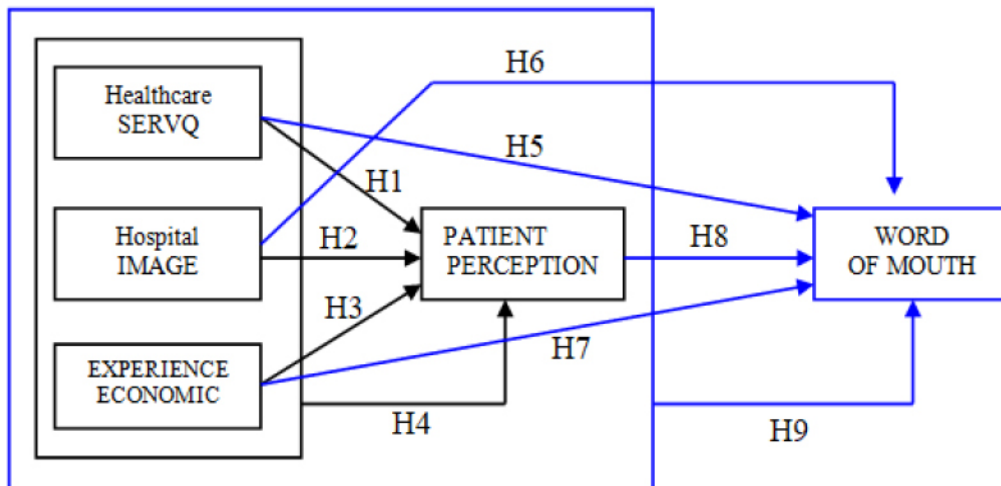 H6
Healthcare
SERVQ
H5
H1
Hospital
IMAGE
H2
PATIENT
PERCEPTION
H8
WORD
OF MOUTH
H3
H7
EXPERIENCE
ECONOMIC
H4
H9